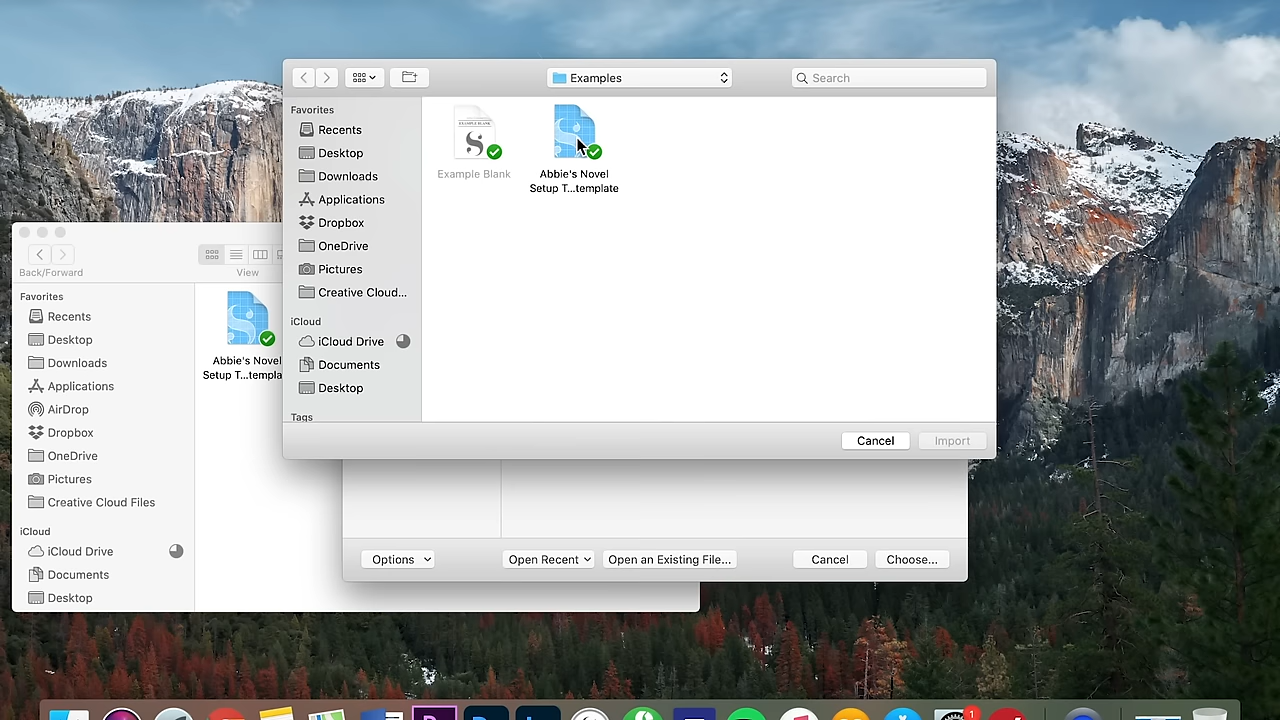 Examples
Search
Favorites
Recents
Desktop
Downloads
Applications
Dropbox
OneDrive
Pictures
Creative Cloud...
iCloud
iCloud Drive
Documents
Desktop
Tags
EXAMPLE BLANK
Example Blank
Abbie's Novel
Setup T...template
Cancel
Import
Back/Forward
View
Favorites
Recents
Desktop
Downloads
Applications
AirDrop
Dropbox
OneDrive
Pictures
Creative Cloud Files
iCloud
iCloud Drive
Documents
Desktop
Abbie's Novel
Setup T...templa
Options
Open Recent
Open an Existing File...
Cancel
Choose...
1